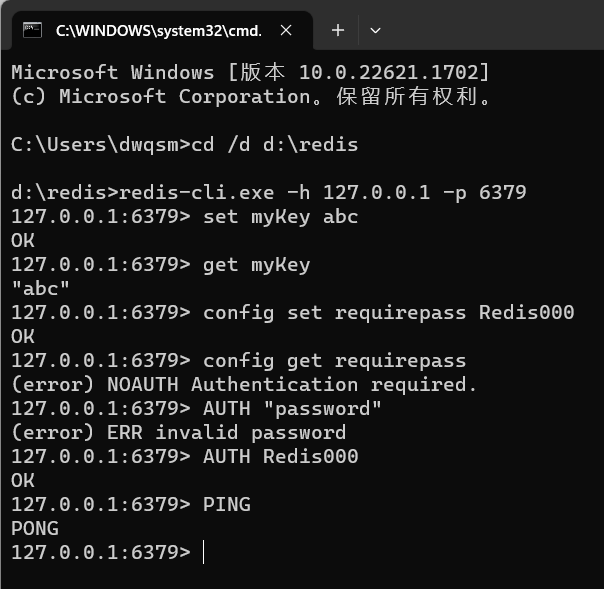 C:\WINDOWS\system32\cmd.
Microsoft Windows [版本 10.0.22621.1702]
(c) Microsoft Corporation。保留所有权利。
C:\Users\dwqsm>cd /d d:\redis
d:\redis>redis-cli.exe -h 127.0.0.1 -p 6379
127.0.0.1:6379> set myKey abc
OK
127.0.0.1:6379> get myKey
"abc"
127.0.0.1:6379> config set requirepass Redis000
OK
127.0.0.1:6379> config get requirepass
(error) NOAUTH Authentication required.
127.0.0.1:6379> AUTH "password"
(error) ERR invalid password
127.0.0.1:6379> AUTH Redis000
OK
127.0.0.1:6379> PING
PONG
127.0.0.1:6379>